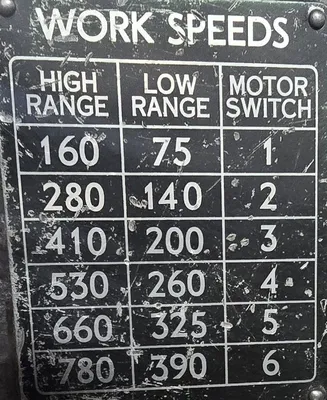 WORK SPEEDS
HIGH RANGE LOW RANGE MOTOR SWITCH
160 75 1
280 140 2
410 200 3
530 260 4
660 325 5
780 390 6